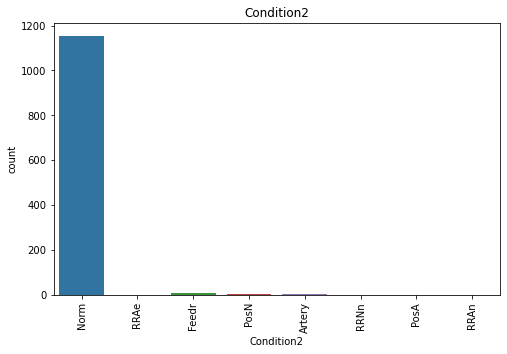 Condition2
1200
1000
800
600
400
200
0
count
Norm
RRAe
Feedr
PosN
Artery
RRNn
PosA
RRAn
Condition2